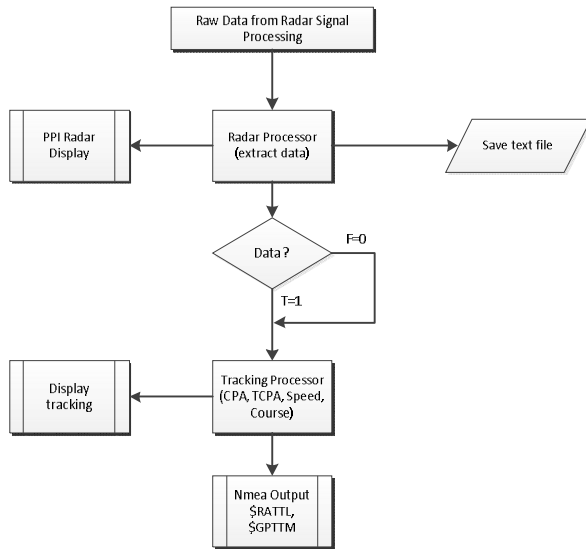 Raw Data from Radar Signal
Processing
PPI Radar
Display
Radar Processor
(extract data)
Save text file
Data?
F=0
T=1
Display
tracking
Tracking Processor
(CPA, TCPA, Speed,
Course)
Nmea Output
$RATTL,
$GPTTM